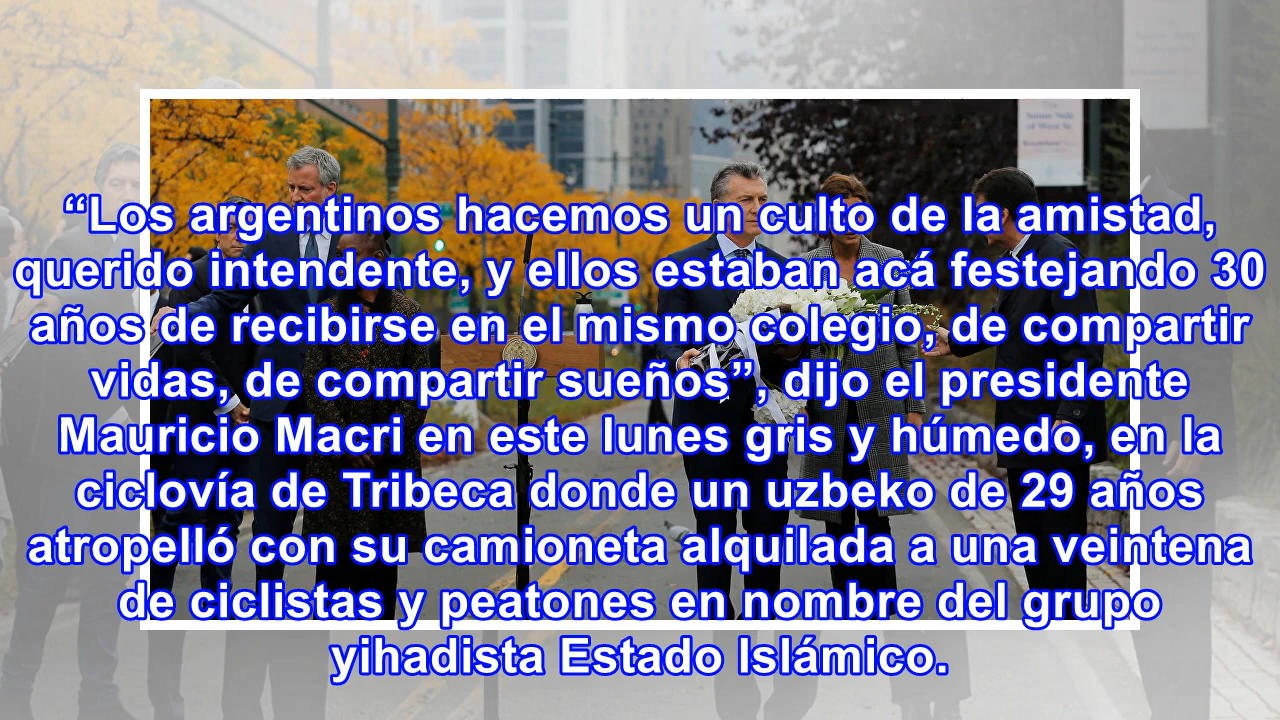 “Los argentinos hacemos un culto de la amistad,
querido intendente, y ellos estaban acá festejando 30
años de recibirse en el mismo colegio, de compartir
vidas, de compartir sueños”, dijo el presidente
Mauricio Macri en este lunes gris y húmedo, en la
ciclovía de Tribeca donde un uzbeko de 29 años
atropelló con su camioneta alquilada a una veintena
de ciclistas y peatones en nombre del grupo
yihadista Estado Islámico.